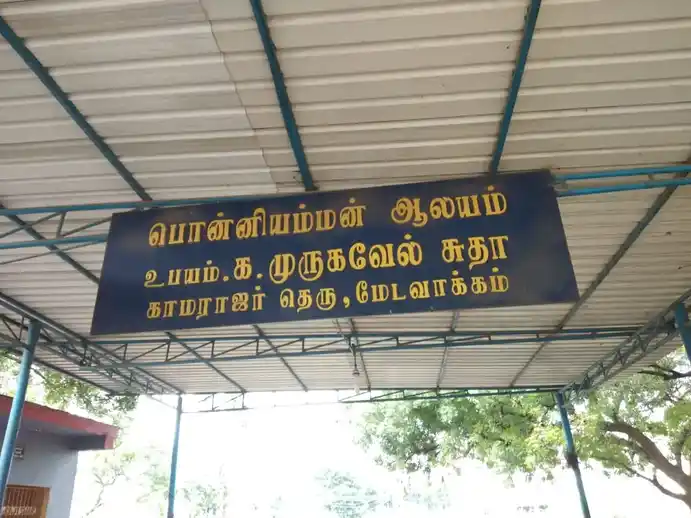 பொன்னியம்மன் ஆலயம்
உபயம்.க.முருகவேல் சுதா
காமராஜர் தெரு,மேடவாக்கம்